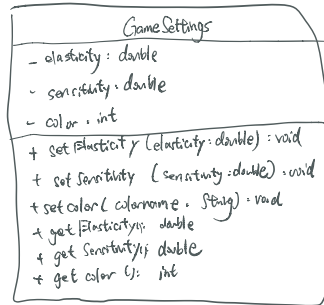 GameSettings
- elasticity: double
- sensitivity: double
- color: int
+ setElasticity (elasticity: double): void
+ setSensitivity (sensitivity: double): void
+ setcolor (colorname: String): void
+ getElasticity(): double
+ getSensitivity(): double
+ getcolor(): int